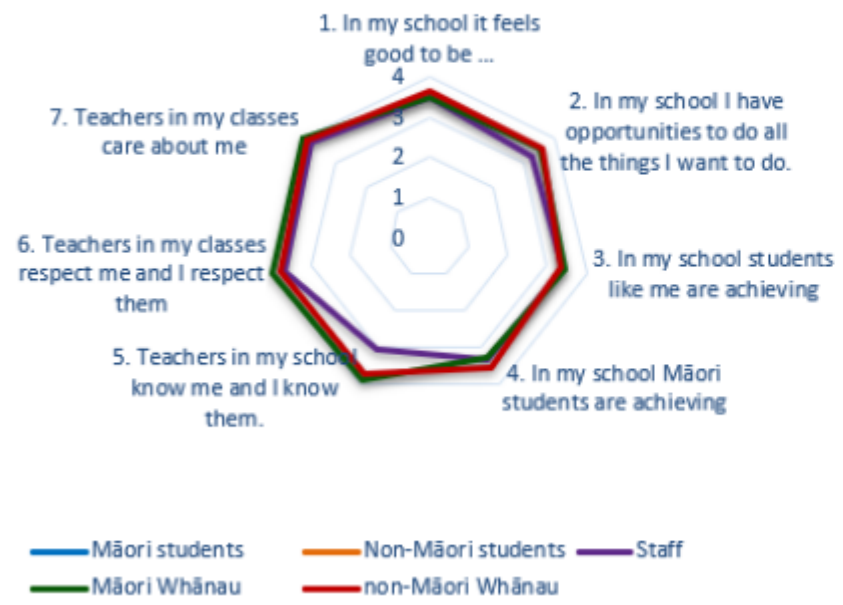 1. In my school it feels
good to be ...
4
3
2
1
0
2. In my school I have
opportunities to do all
the things I want to do.
3. In my school students
like me are achieving
4. In my school Māori
students are achieving
5. Teachers in my school
know me and I know
them.
6. Teachers in my classes
respect me and I respect
them
7. Teachers in my classes
care about me
Māori students
Non-Māori students
Staff
Māori Whānau
non-Māori Whānau